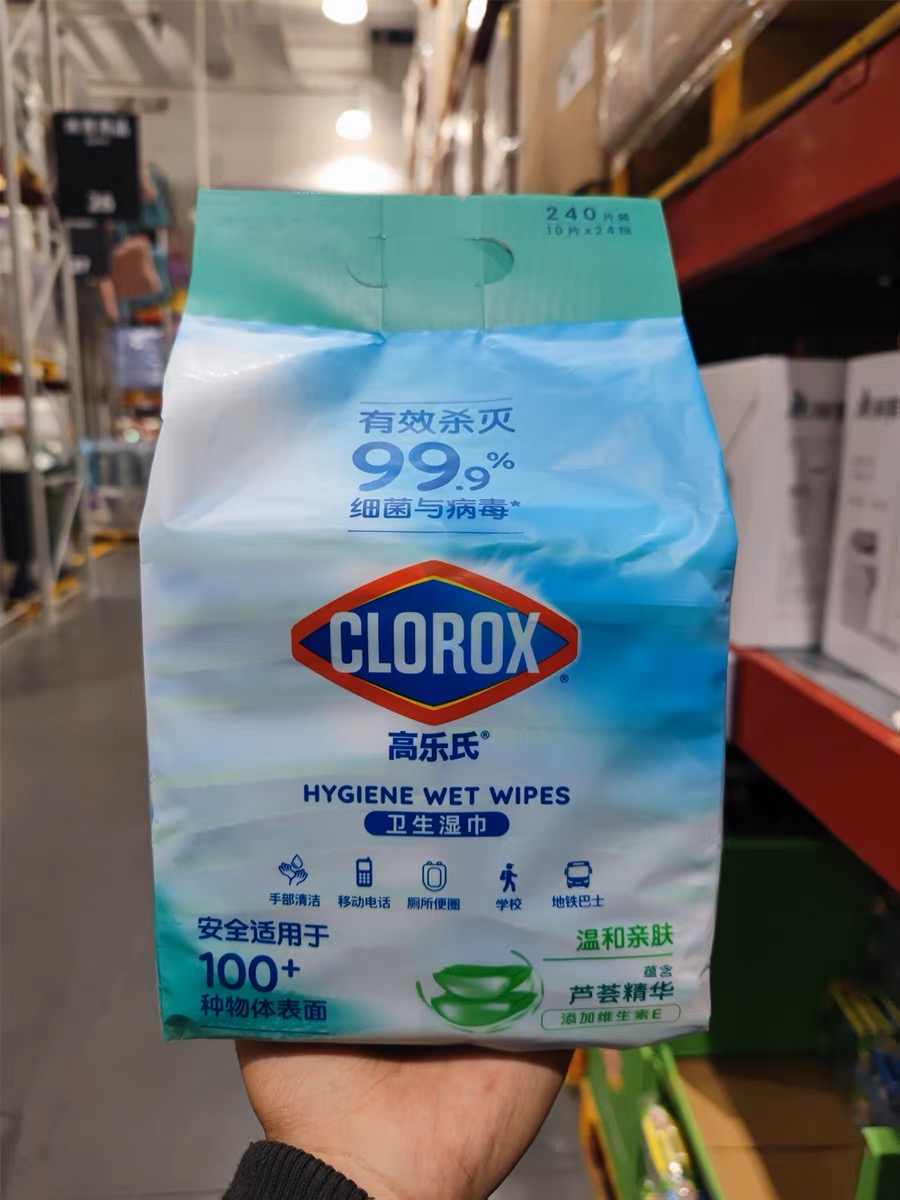 26
240片装
10片x24包
有效杀灭
99.9%
细菌与病毒*
CLOROX®
高乐氏®
HYGIENE WET WIPES
卫生湿巾
手部清洁 移动电话 厕所便圈 学校 地铁巴士
安全适用于
100+
种物体表面
温和亲肤
蕴含
芦荟精华
添加维生素E